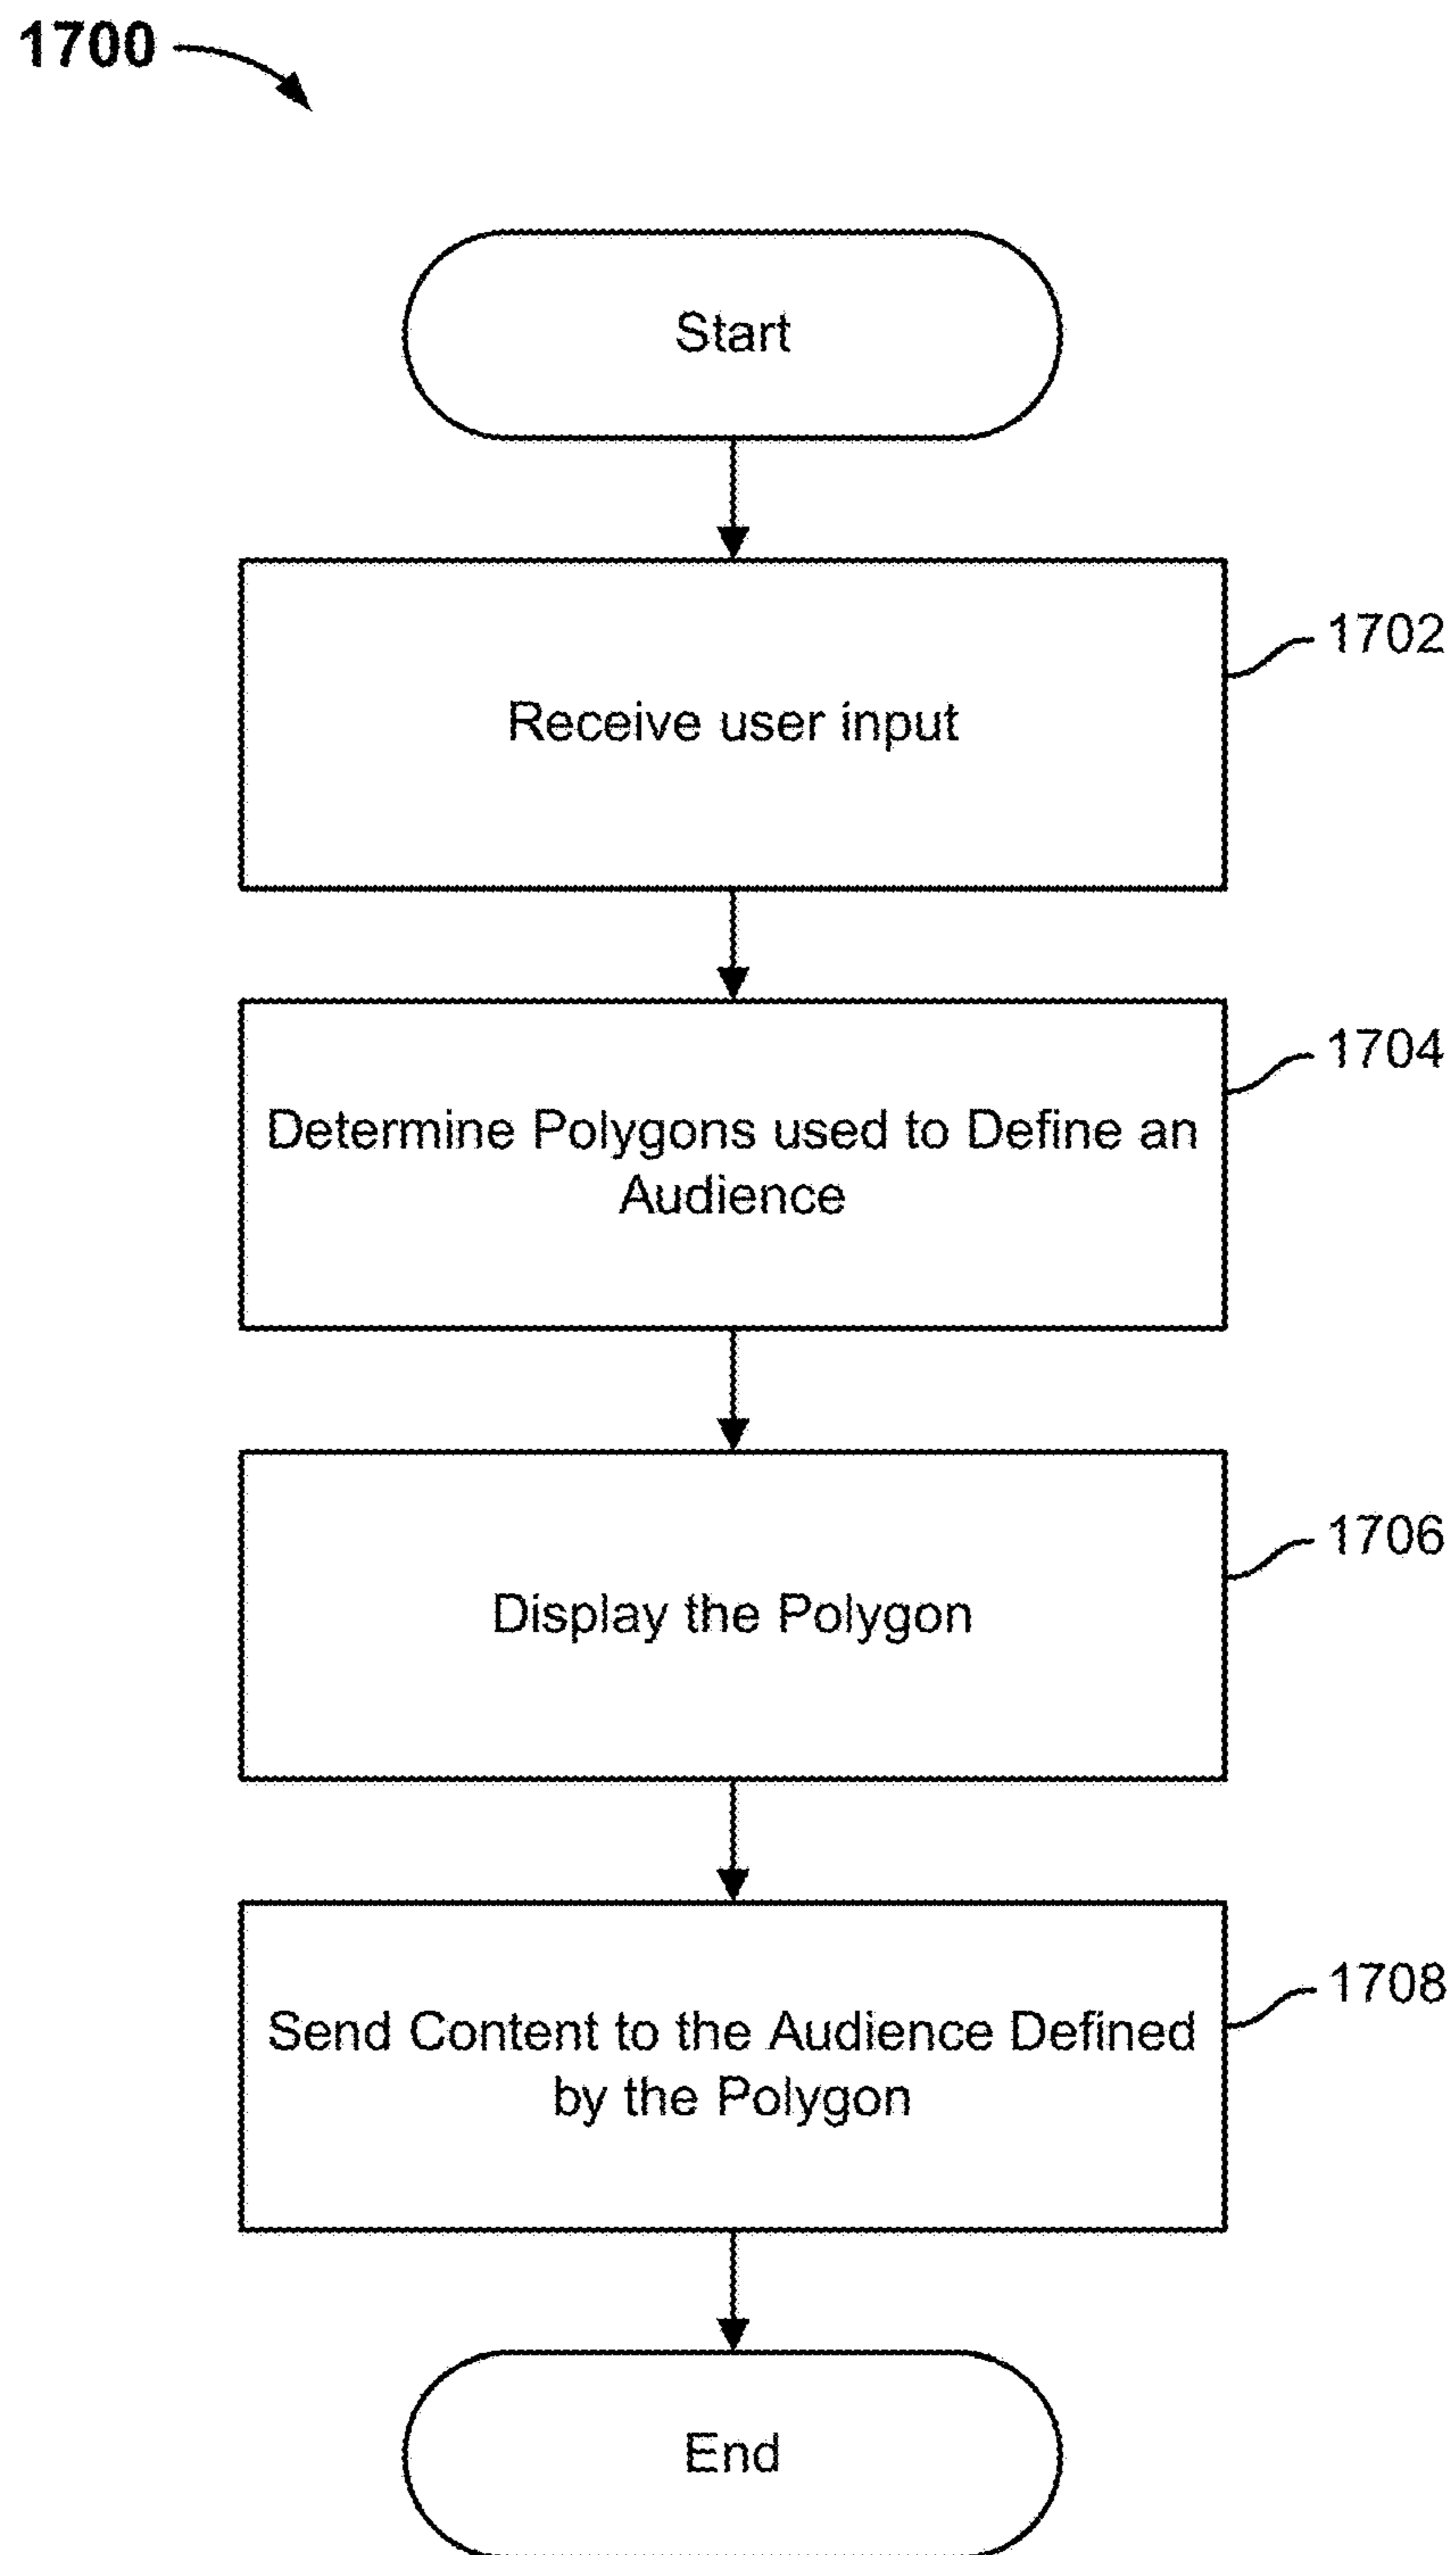 1700
Start
Receive user input
1702
Determine Polygons used to Define an
Audience
1704
Display the Polygon
1706
Send Content to the Audience Defined
by the Polygon
1708
End